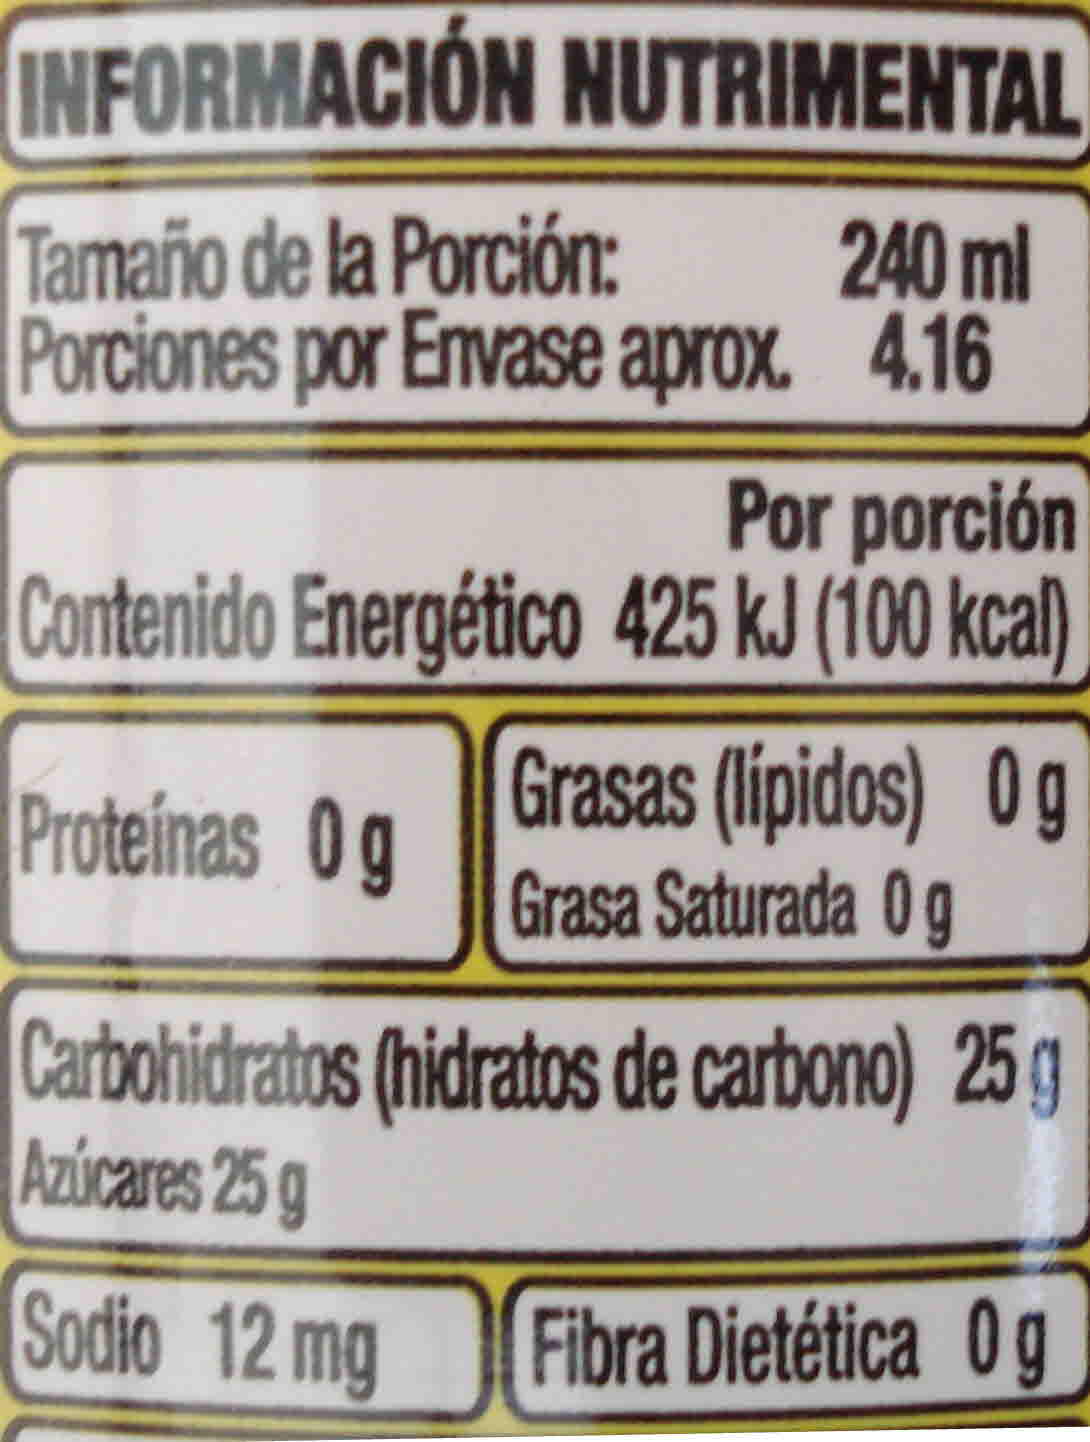 INFORMACIÓN NUTRIMENTAL
Tamaño de la Porción: 240 ml
Porciones por Envase aprox. 4.16
Por porción
Contenido Energético 425 kJ (100 kcal)
Proteínas 0 g
Grasas (lípidos) 0 g
Grasa Saturada 0 g
Carbohidratos (hidratos de carbono) 25 g
Azúcares 25 g
Sodio 12 mg
Fibra Dietética 0 g